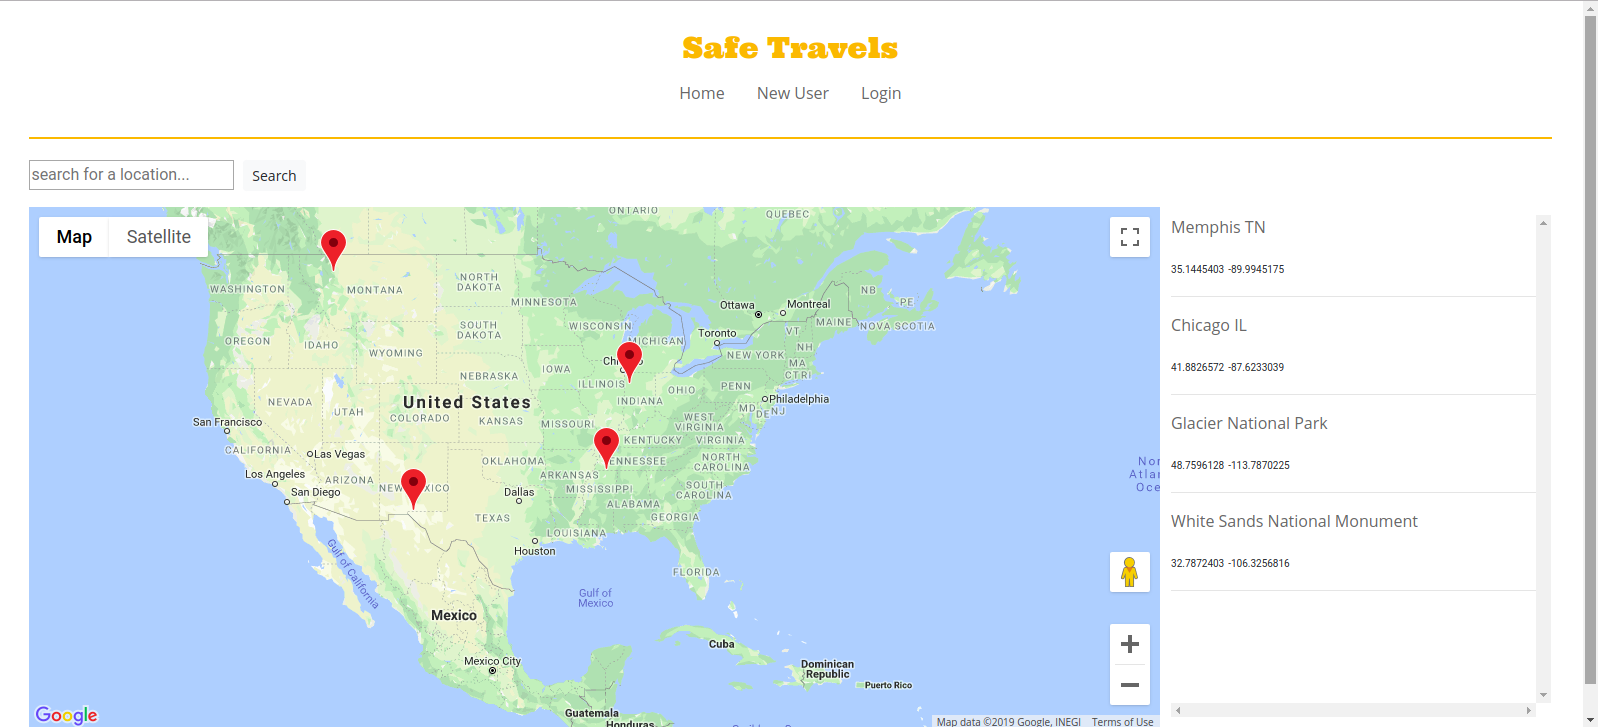 Safe Travels
Home New User Login
search for a location... Search
Map Satellite
ONTARIO
QUEBEC
WASHINGTON
MONTANA
NORTH
DAKOTA
MINNESOTA
Ottawa
Montreal
NB
PE
MAINE
NOVA SCOTIA
OREGON
IDAHO
SOUTH
DAKOTA
WISCONSIN
MICHIGAN
Toronto
VT
NH
WYOMING
NEW YORK
MA
CT RI
IOWA
NEBRASKA
ILLINOIS
OHIO
PENN
INDIANA
NEVADA
UTAH
United States
COLORADO
KANSAS
MISSOURI
WEST
VIRGINIA
MD
DE NJ
Philadelphia
San Francisco
KENTUCKY
VIRGINIA
CALIFORNIA
Las Vegas
OKLAHOMA
ARKANSAS
NORTH
CAROLINA
Los Angeles
ARIZONA
San Diego
Dallas
MISSISSIPPI
SOUTH
CAROLINA
ALABAMA
TEXAS
GEORGIA
LOUISIANA
Houston
FLORIDA
Gulf of California
Gulf of
Mexico
Mexico
Mexico City
Cuba
Dominican
Republic
Puerto Rico
Guatemala
Honduras
Google
Map data ©2019 Google, INEGI Terms of Use
Memphis TN
35.1445403 -89.9945175
Chicago IL
41.8826572 -87.6233039
Glacier National Park
48.7596128 -113.7870225
White Sands National Monument
32.7872403 -106.3256816